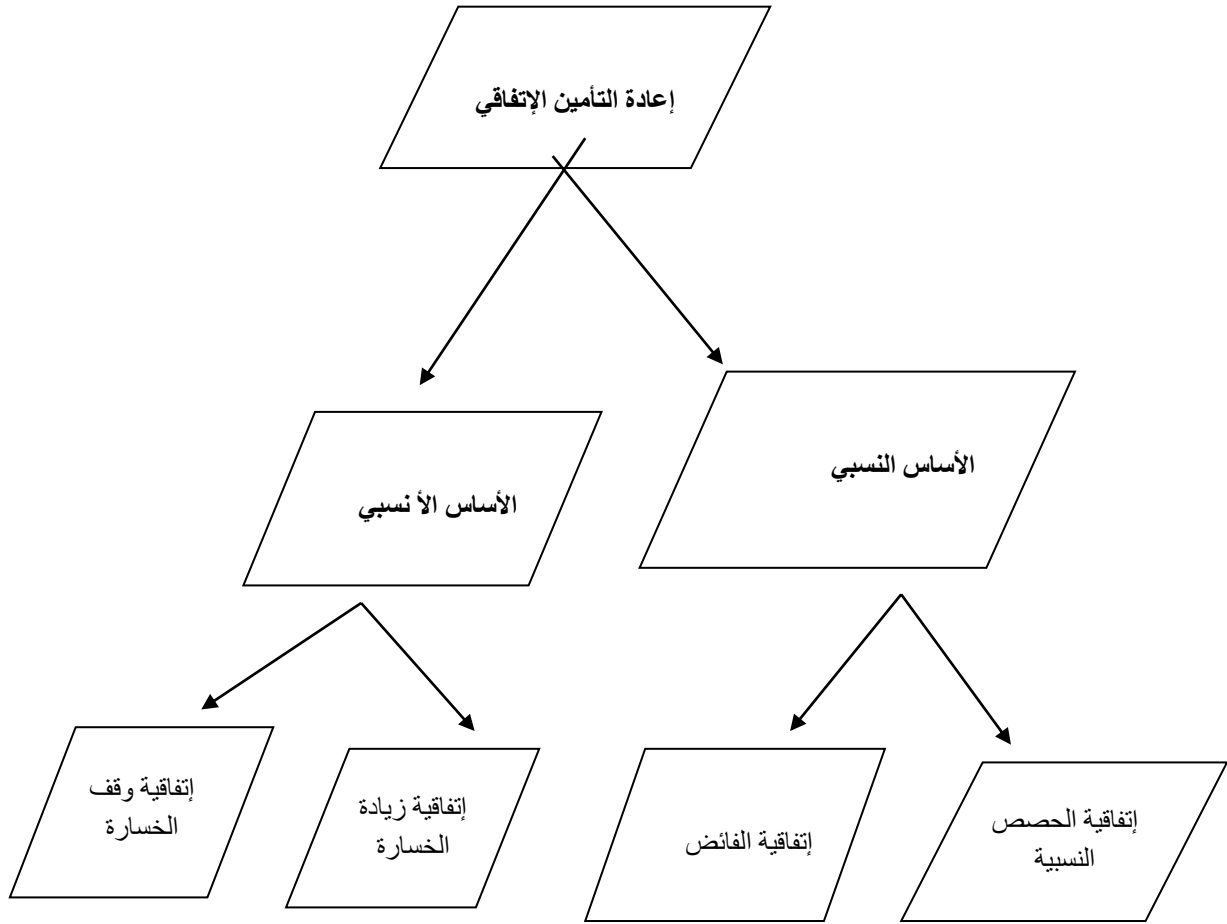 إعادة التأمين الإتفاقي
الأساس النسبي
الأساس الأ نسبي
إتفاقية الحصص
النسبية
إتفاقية الفائض
إتفاقية زيادة
الخسارة
إتفاقية وقف
الخسارة